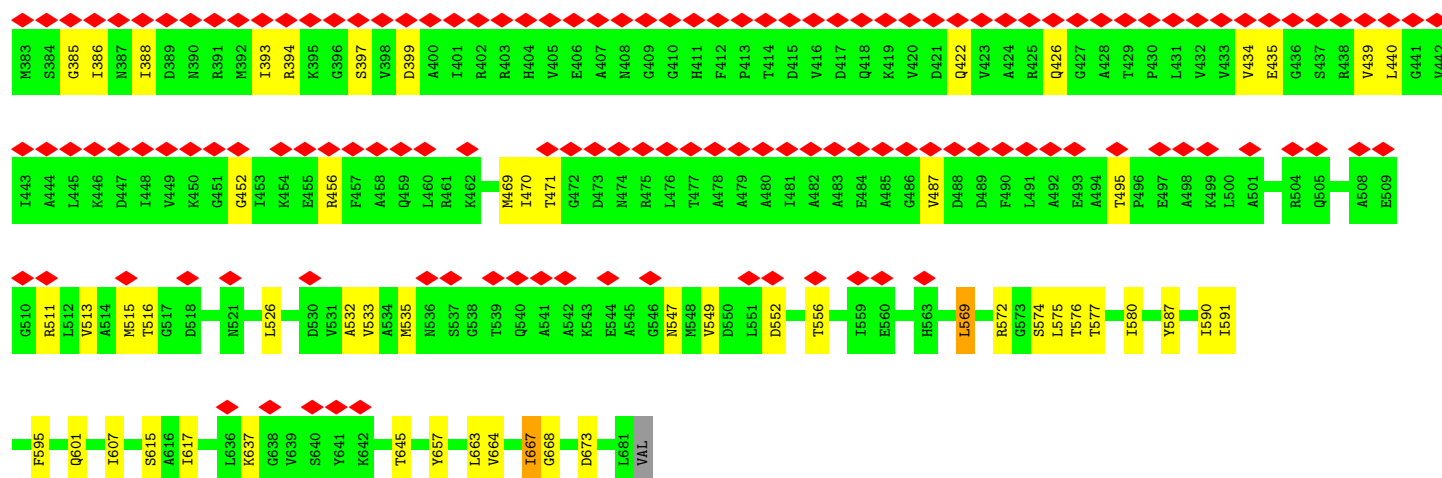 M383 S384 G385 I386 N387 I388 D389 N390 R391 M392 I393 R394 K395 G396 S397 V398 D399 A400 I401 R402 R403 H404 V405 E406 A407 N408 G409 G410 H411 F412 P413 T414 D415 V416 D417 Q418 K419 V420 D421 Q422 V423 A424 R425 Q426 G427 A428 T429 P430 L431 V432 V433 V434 E435 G436 S437 R438 V439 L440 G441 V442
I443 A444 L445 K446 D447 I448 V449 K450 G451 G452 I453 K454 E455 R456 F457 A458 Q459 L460 R461 K462 M469 I470 T471 G472 D473 N474 R475 L476 T477 A478 A479 A480 I481 A482 A483 E484 A485 G486 V487 D488 D489 F490 L491 A492 E493 A494 T495 P496 E497 A498 K499 L500 A501 R504 Q505 A508 E509
G510 R511 L512 V513 A514 M515 T516 G517 D518 N521 L526 D530 V531 A532 V533 A534 M535 N536 S537 G538 T539 Q540 A541 A542 K543 E544 A545 G546 N547 M548 V549 D550 L551 D552 T556 I559 E560 H563 L569 R572 G573 S574 L575 T576 T577 I580 Y587 I590 I591
F595 Q601 I607 S615 A616 I617 L636 K637 G638 V639 S640 Y641 K642 T645 Y657 L663 V664 I667 G668 D673 L681 VAL